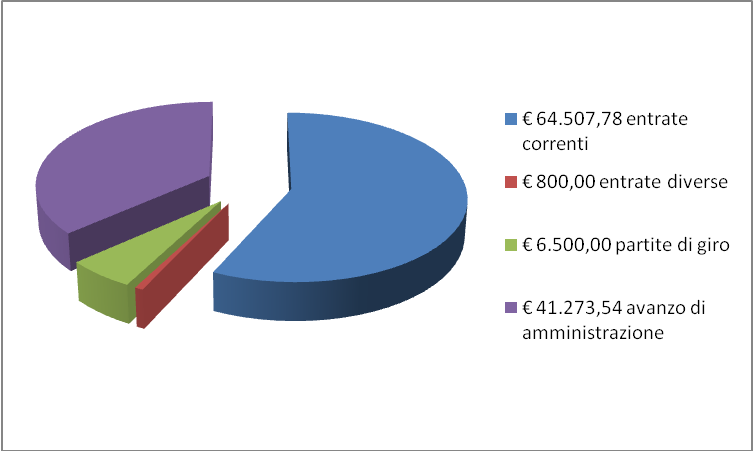 € 64.507,78 entrate
correnti
€ 800,00 entrate diverse
€ 6.500,00 partite di giro
€ 41.273,54 avanzo di
amministrazione